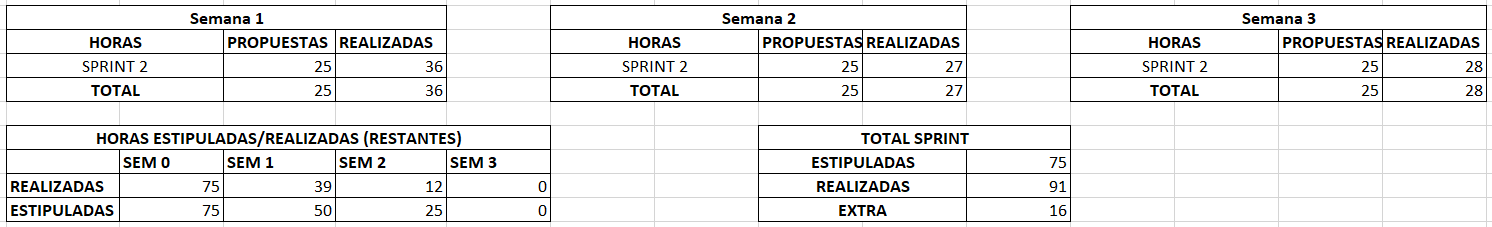 Semana 1
HORAS PROPUESTAS REALIZADAS
SPRINT 2 25 36
TOTAL 25 36
Semana 2
HORAS PROPUESTAS REALIZADAS
SPRINT 2 25 27
TOTAL 25 27
Semana 3
HORAS PROPUESTAS REALIZADAS
SPRINT 2 25 28
TOTAL 25 28
HORAS ESTIPULADAS/REALIZADAS (RESTANTES)
SEM 0 SEM 1 SEM 2 SEM 3
REALIZADAS 75 39 12 0
ESTIPULADAS 75 50 25 0
TOTAL SPRINT
ESTIPULADAS 75
REALIZADAS 91
EXTRA 16